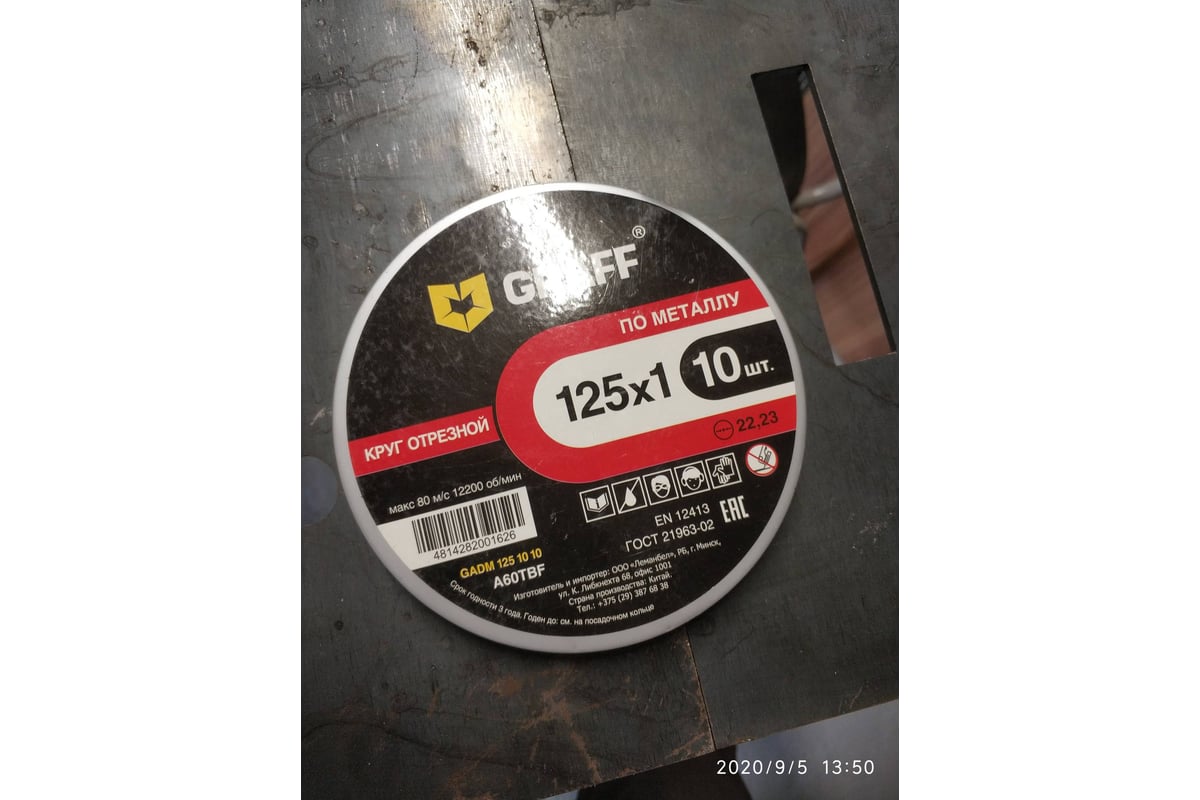 GRAFF ®
ПО МЕТАЛЛУ
125x1 10 шт.
22,23
КРУГ ОТРЕЗНОЙ
макс 80 м/с 12200 об/мин
4814282001626
GADM 125 10 10
A60TBF
EN 12413
ГОСТ 21963-02
EAC
Изготовитель и импортер: ООО «Леманбел», РБ, г. Минск,
ул. К. Либкнехта 68, офис 1001
Страна производства: Китай.
Тел.: +375 (29) 387 68 38
Срок годности 3 года. Годен до: см. на посадочном кольце
2020/9/5 13:50